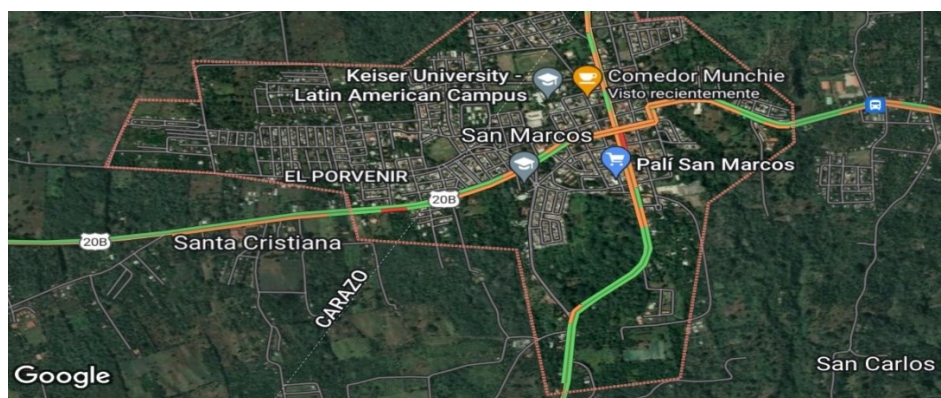 Keiser University -
Latin American Campus
Comedor Munchie
Visto recientemente
San Marcos
Palí San Marcos
EL PORVENIR
20B
20B
Santa Cristiana
CARAZO
San Carlos
Google